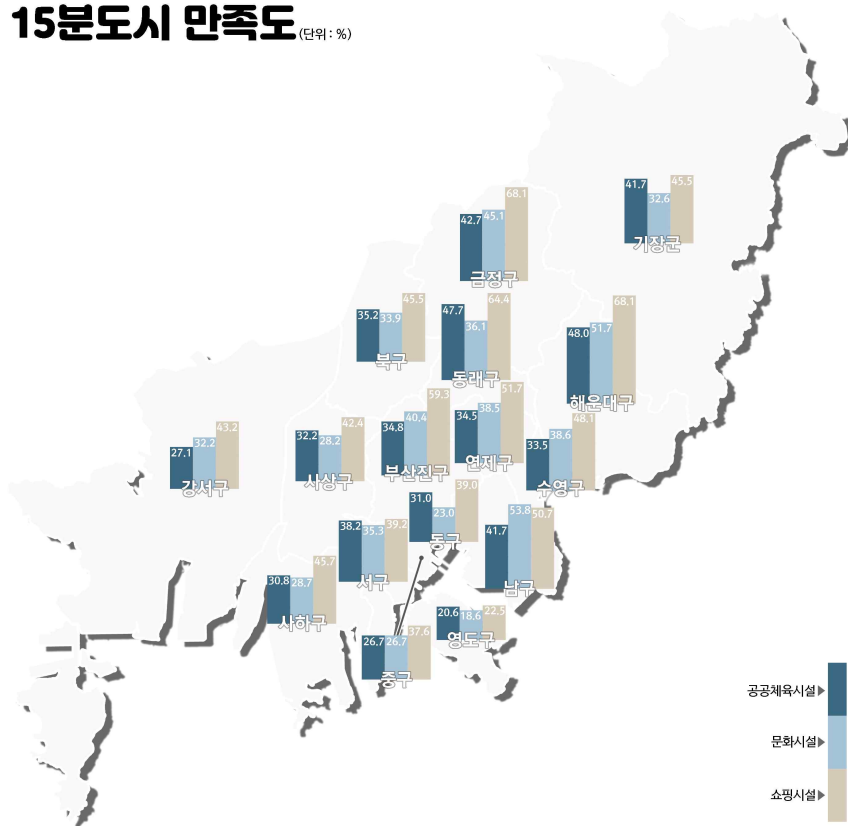 15분도시 만족도(단위 : %)
41.7 32.6 45.5
기장군
42.7 45.1 68.1
금정구
35.2 33.9 45.5
북구
47.7 36.1 64.4
동래구
48.0 51.7 68.1
해운대구
27.1 32.2 43.2
강서구
32.2 28.2 42.4
사상구
34.8 40.4 59.3
부산진구
34.5 38.5 51.7
연제구
33.5 38.6 48.1
수영구
31.0 23.0 39.0
동구
38.2 35.3 39.2
서구
41.7 53.8 50.7
남구
30.8 28.7 45.7
사하구
20.6 18.6 22.5
영도구
26.7 26.7 37.6
중구
공공체육시설▶
문화시설▶
쇼핑시설▶